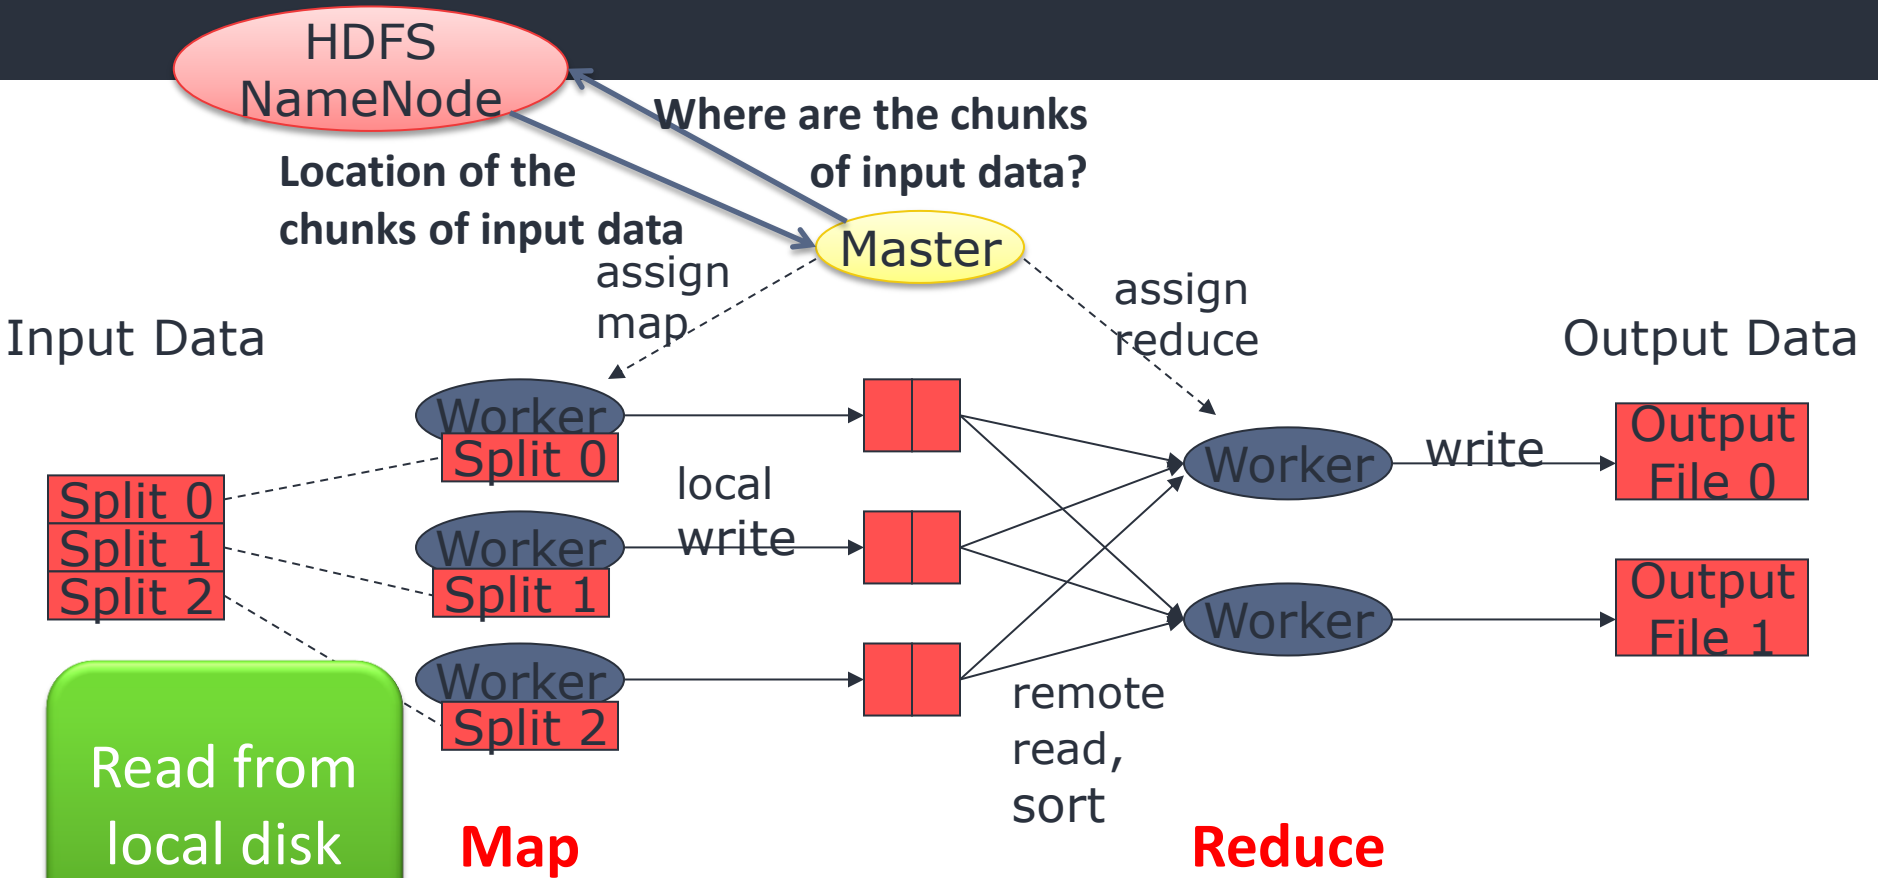 HDFS
NameNode
Where are the chunks
of input data?
Location of the
chunks of input data
Master
assign
map
assign
reduce
Input Data
Output Data
Worker
Split 0
Split 0
Split 1
Split 2
Worker
Split 1
Worker
Split 2
local
write
remote
read,
sort
Worker
write
Output
File 0
Worker
Output
File 1
Read from
local disk
Map
Reduce